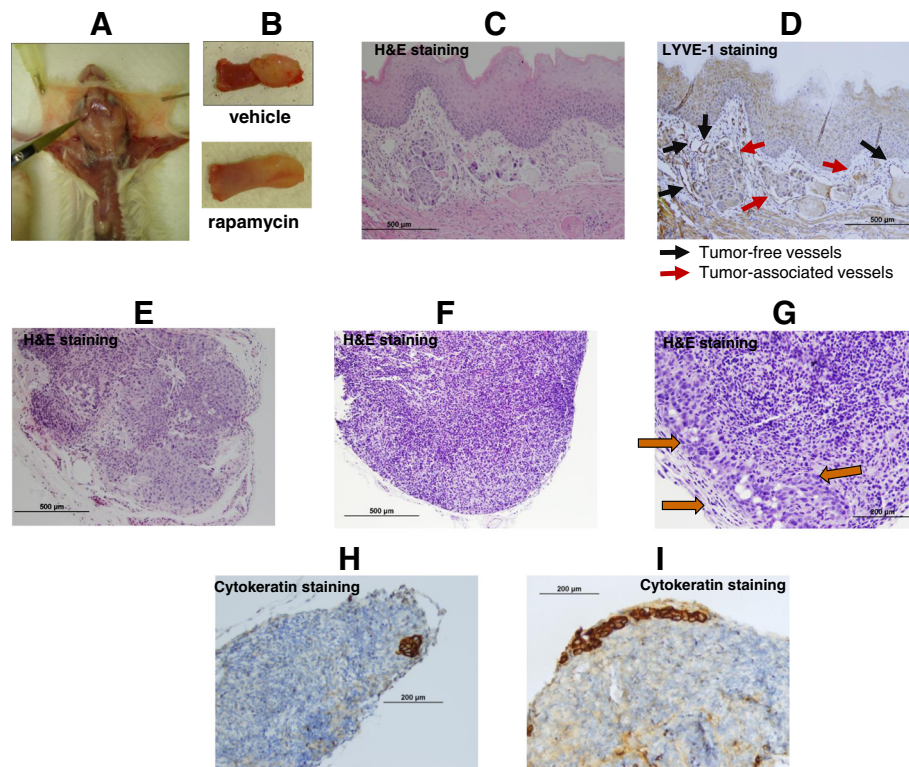 A
B
C
D
vehicle
rapamycin
H&E staining
500 µm
LYVE-1 staining
500 µm
Tumor-free vessels
Tumor-associated vessels
E
F
G
H&E staining
500 µm
H&E staining
500 µm
H&E staining
200 µm
H
I
Cytokeratin staining
200 µm
Cytokeratin staining
200 µm